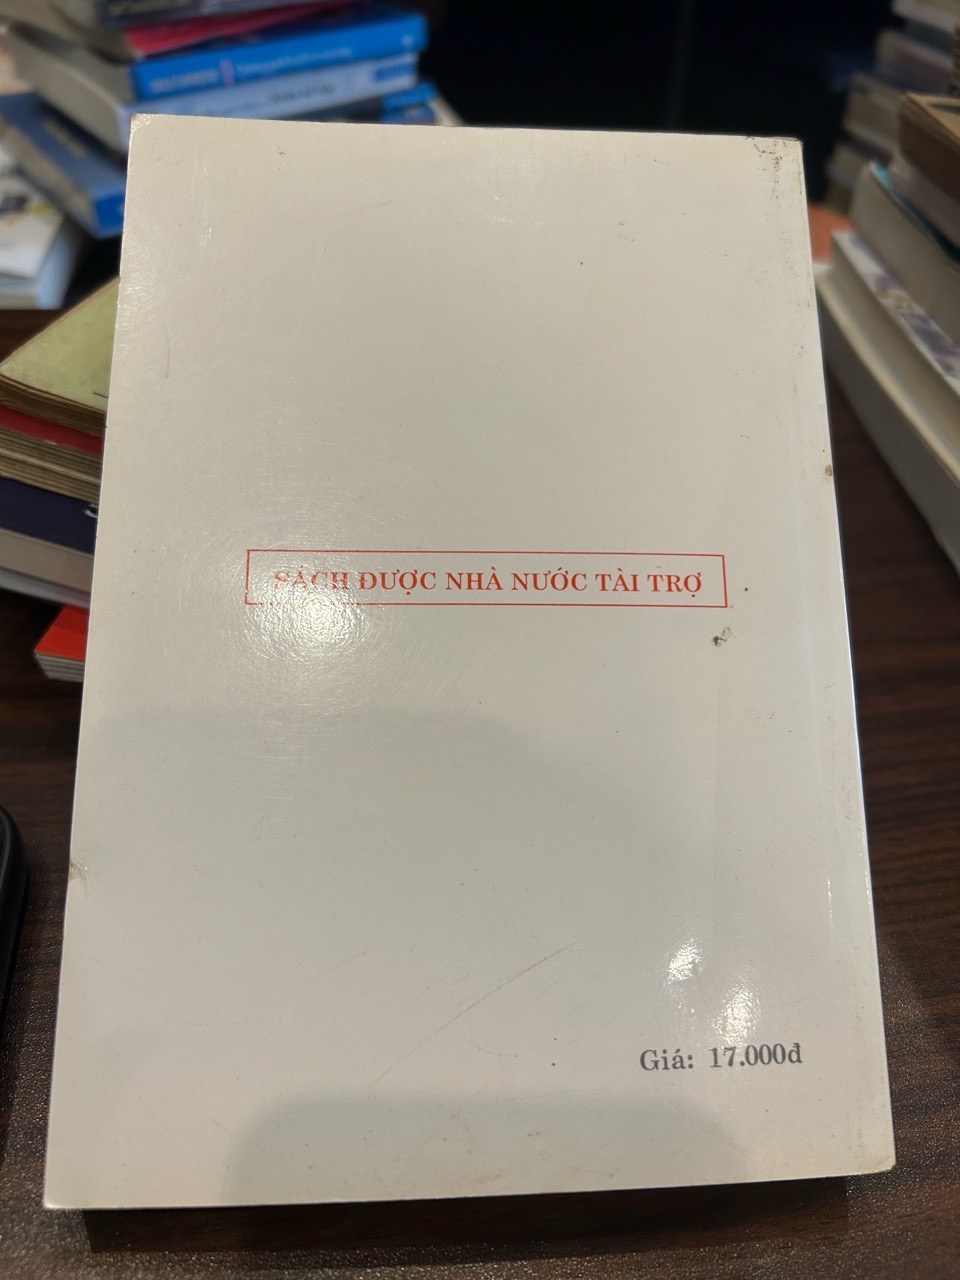 SÁCH ĐƯỢC NHÀ NƯỚC TÀI TRỢ
Giá: 17.000đ